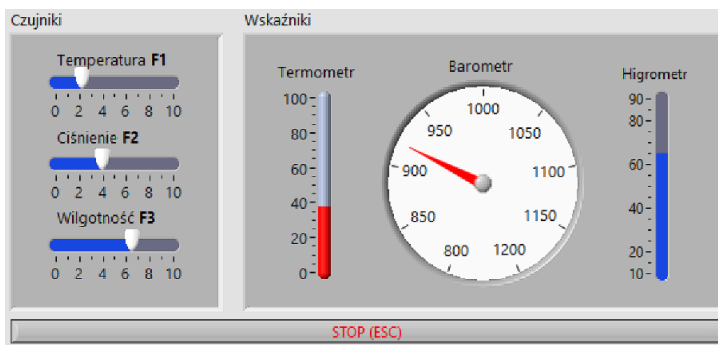 Czujniki
Temperatura F1
0 2 4 6 8 10
Ciśnienie F2
0 2 4 6 8 10
Wilgotność F3
0 2 4 6 8 10
Wskaźniki
Termometr
100
80
60
40
20
0
Barometr
800
850
900
950
1000
1050
1100
1150
1200
Higrometr
90
80
60
40
20
10
STOP (ESC)